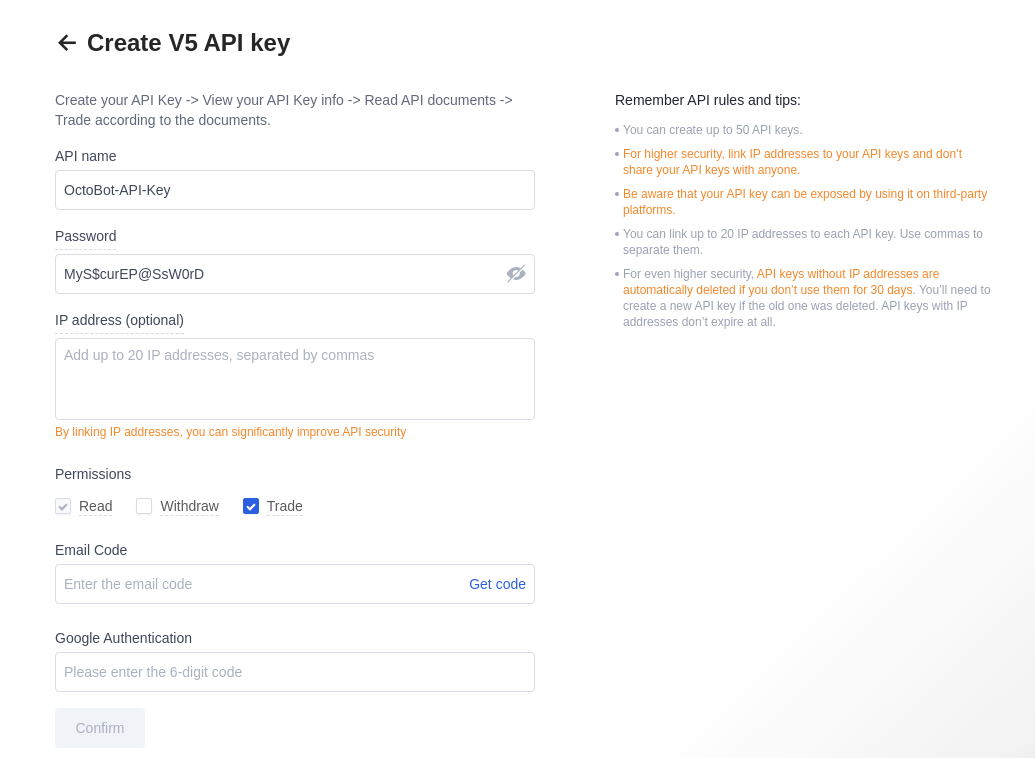 Create V5 API key
Create your API Key -> View your API Key info -> Read API documents ->
Trade according to the documents.
API name
OctoBot-API-Key
Password
MyS$curEP@SsW0rD
IP address (optional)
Add up to 20 IP addresses, separated by commas
By linking IP addresses, you can significantly improve API security
Permissions
Read Withdraw Trade
Email Code
Enter the email code Get code
Google Authentication
Please enter the 6-digit code
Confirm
Remember API rules and tips:
• You can create up to 50 API keys.
• For higher security, link IP addresses to your API keys and don’t
share your API keys with anyone.
• Be aware that your API key can be exposed by using it on third-party
platforms.
• You can link up to 20 IP addresses to each API key. Use commas to
separate them.
• For even higher security, API keys without IP addresses are
automatically deleted if you don’t use them for 30 days. You’ll need to
create a new API key if the old one was deleted. API keys with IP
addresses don’t expire at all.